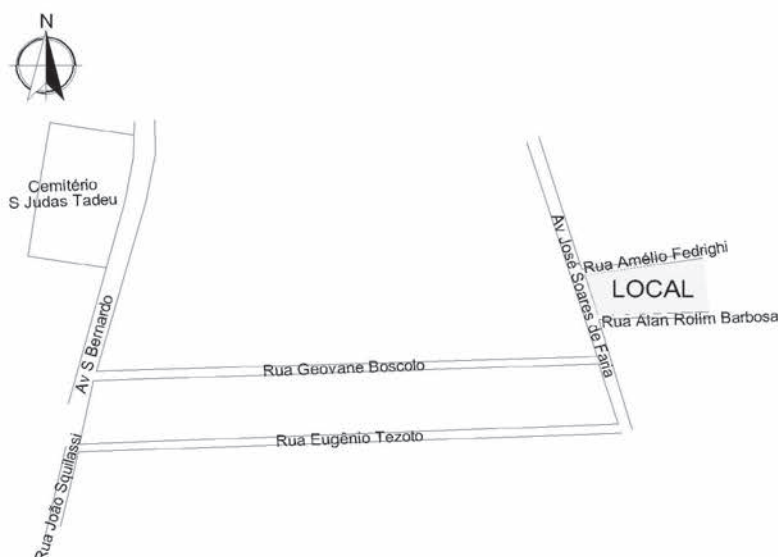 N
Cemitério
S Judas Tadeu
Av S Bernardo
Av José Soares de Faria
Rua Amélio Fedrighi
LOCAL
Rua Alan Rolim Barbosa
Rua Geovane Boscolo
Rua Eugênio Tezoto
Rua João Squilassi